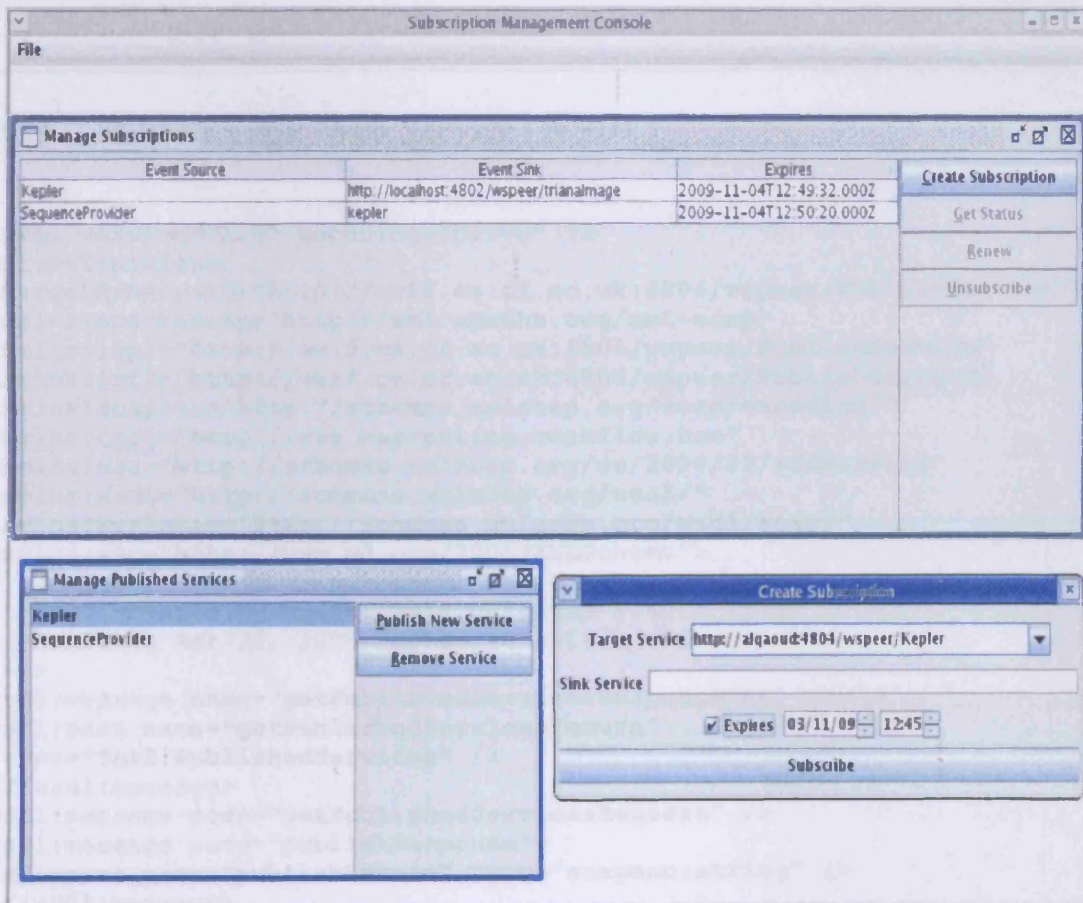 Subscription Management Console
File
Manage Subscriptions
Event Source Event Sink Expires
Kepler http://localhost:4802/wspeer/trianaImage 2009-11-04T12:49:32.000Z
SequenceProvider kepler 2009-11-04T12:50:20.000Z
Create Subscription
Get Status
Renew
Unsubscribe
Manage Published Services
Kepler
SequenceProvider
Publish New Service
Remove Service
Create Subscription
Target Service http://alqaoud:4804/wspeer/Kepler
Sink Service
Expires 03/11/09 12:45
Subscribe